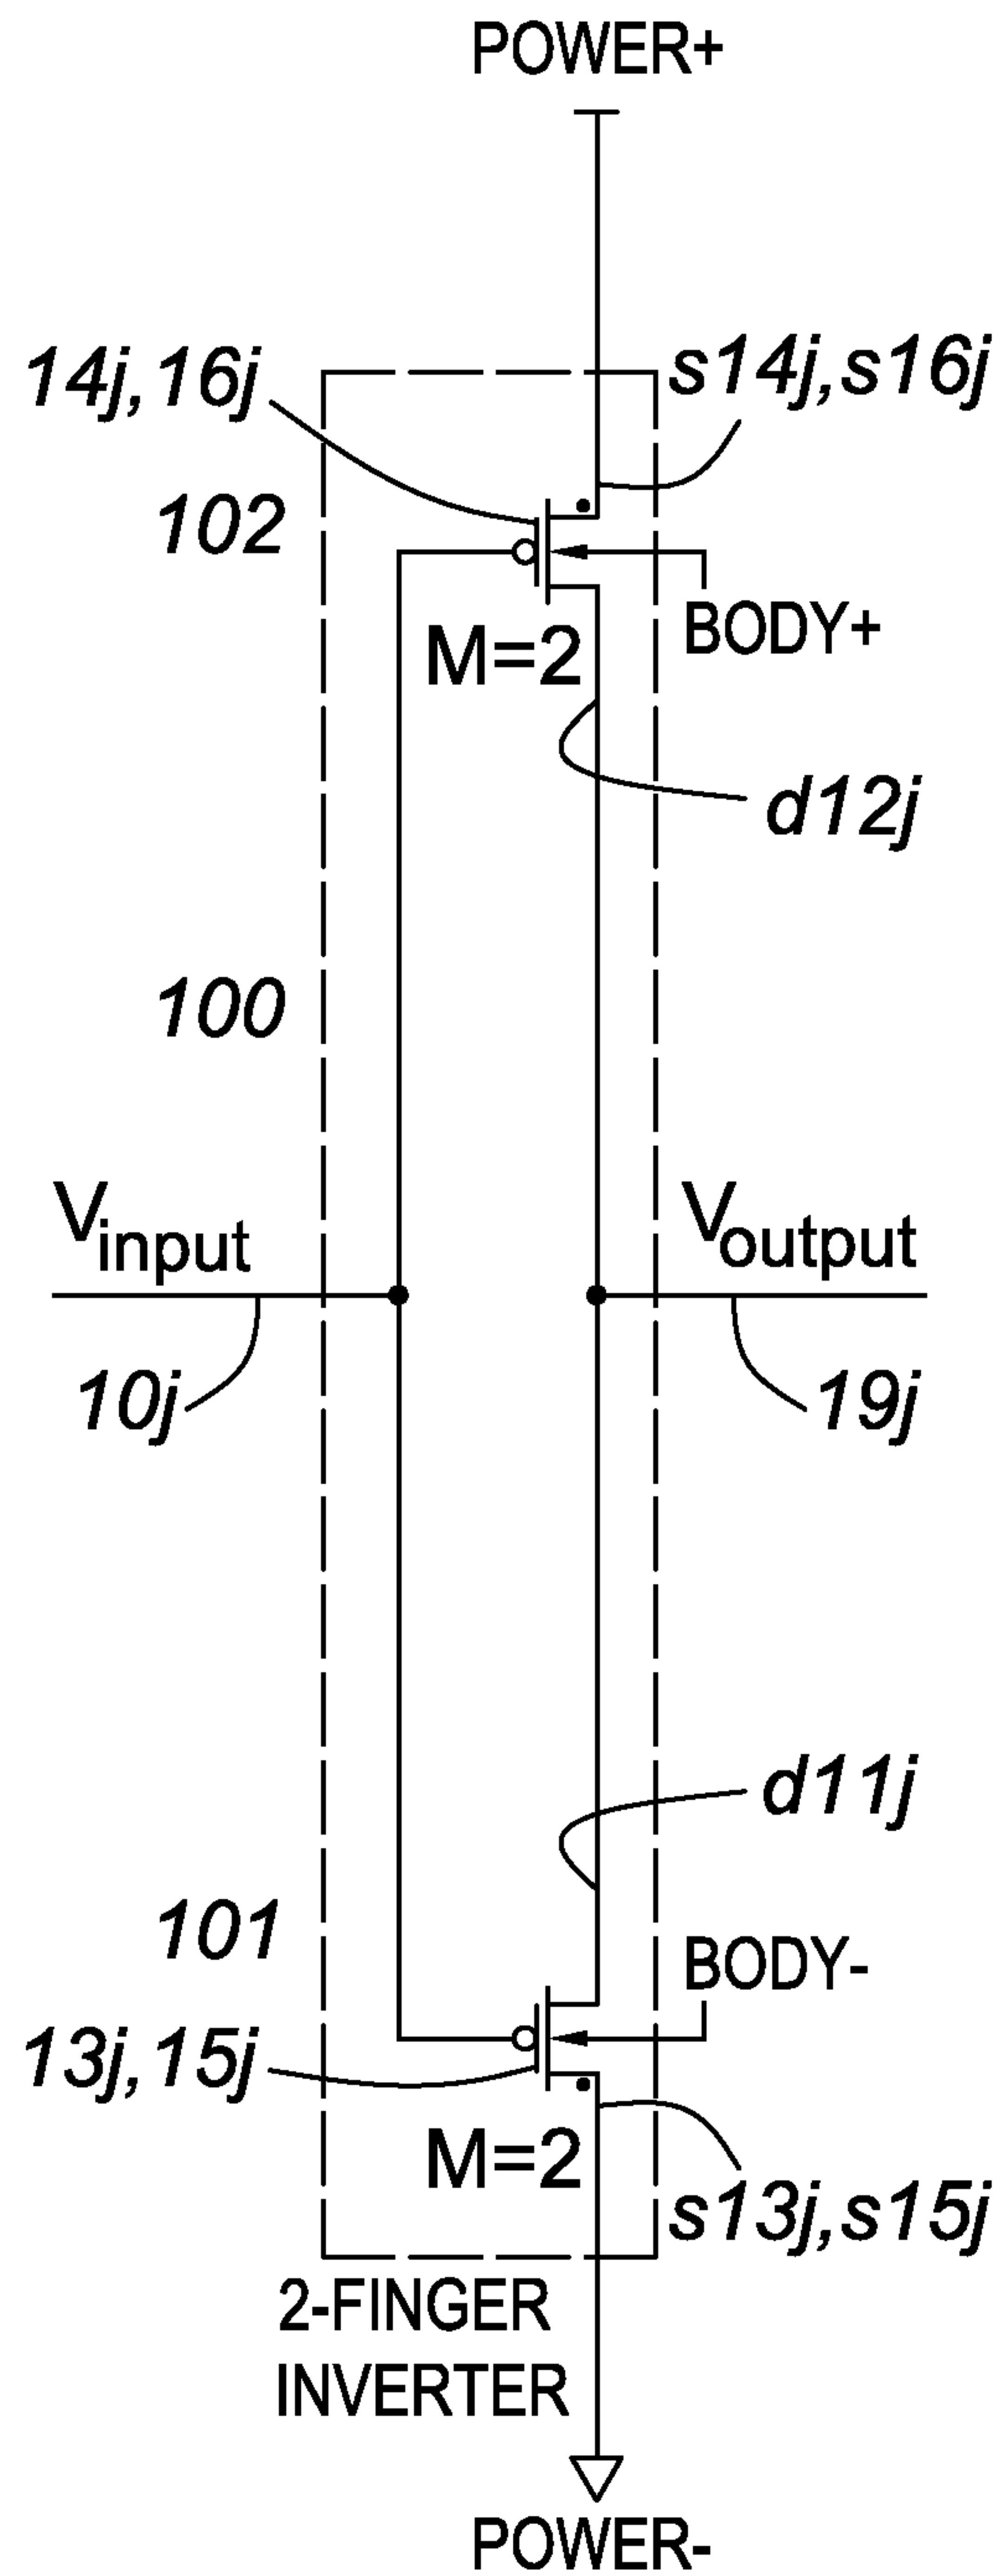 POWER+
14j,16j
s14j,s16j
102
BODY+
M=2
d12j
100
Vinput
Voutput
10j
19j
d11j
101
BODY-
13j,15j
M=2
s13j,s15j
2-FINGER
INVERTER
POWER-